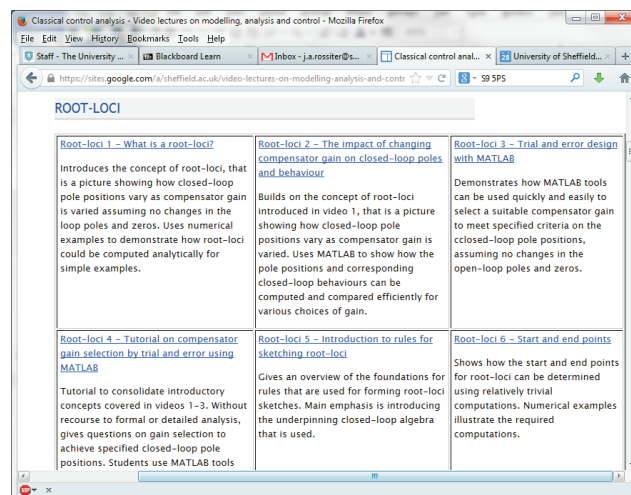 Classical control analysis - Video lectures on modelling, analysis and control - Mozilla Firefox
File Edit View History Bookmarks Tools Help
Staff - The University ... × Bb Blackboard Learn × Inbox - j.a.rossiter@s... × Classical control anal... × 28 University of Sheffield... × +
https://sites.google.com/a/sheffield.ac.uk/video-lectures-on-modelling-analysis-and-contr 8 S9 5PS
ROOT-LOCI
Root-loci 1 - What is a root-loci?
Introduces the concept of root-loci, that
is a picture showing how closed-loop
pole positions vary as compensator gain
is varied assuming no changes in the
loop poles and zeros. Uses numerical
examples to demonstrate how root-loci
could be computed analytically for
simple examples.
Root-loci 2 - The impact of changing
compensator gain on closed-loop poles
and behaviour
Builds on the concept of root-loci
introduced in video 1, that is a picture
showing how closed-loop pole
positions vary as compensator gain is
varied. Uses MATLAB to show how the
pole positions and corresponding
closed-loop behaviours can be
computed and compared efficiently for
various choices of gain.
Root-loci 3 - Trial and error design
with MATLAB
Demonstrates how MATLAB tools
can be used quickly and easily to
select a suitable compensator gain
to meet specified criteria on the
cclosed-loop pole positions,
assuming no changes in the
open-loop poles and zeros.
Root-loci 4 - Tutorial on compensator
gain selection by trial and error using
MATLAB
Tutorial to consolidate introductory
concepts covered in videos 1-3. Without
recourse to formal or detailed analysis,
gives questions on gain selection to
achieve specified closed-loop pole
positions. Students use MATLAB tools
Root-loci 5 - Introduction to rules for
sketching root-loci
Gives an overview of the foundations for
rules that are used for forming root-loci
sketches. Main emphasis is introducing
the underpinning closed-loop algebra
that is used.
Root-loci 6 - Start and end points
Shows how the start and end points
for root-loci can be determined
using relatively trivial
computations. Numerical examples
illustrate the required
computations.
ABP ×